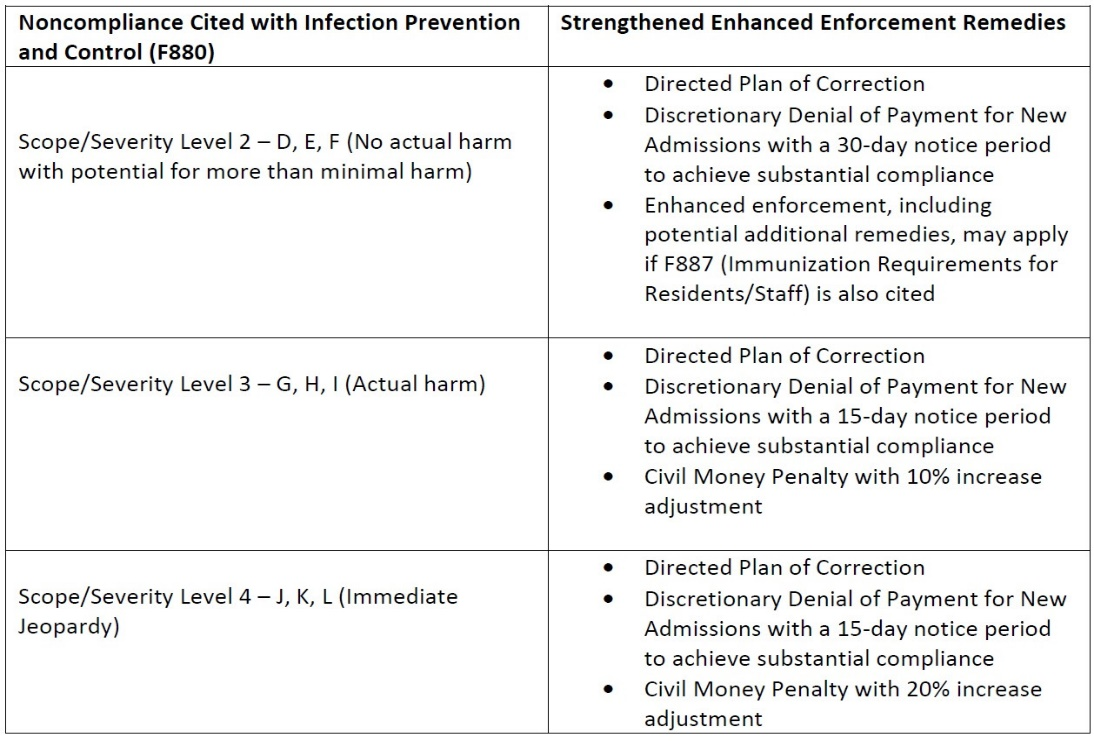 Noncompliance Cited with Infection Prevention
and Control (F880)
Strengthened Enhanced Enforcement Remedies
Scope/Severity Level 2 – D, E, F (No actual harm
with potential for more than minimal harm)
• Directed Plan of Correction
• Discretionary Denial of Payment for New
Admissions with a 30-day notice period
to achieve substantial compliance
• Enhanced enforcement, including
potential additional remedies, may apply
if F887 (Immunization Requirements for
Residents/Staff) is also cited
Scope/Severity Level 3 – G, H, I (Actual harm)
• Directed Plan of Correction
• Discretionary Denial of Payment for New
Admissions with a 15-day notice period
to achieve substantial compliance
• Civil Money Penalty with 10% increase
adjustment
Scope/Severity Level 4 – J, K, L (Immediate
Jeopardy)
• Directed Plan of Correction
• Discretionary Denial of Payment for New
Admissions with a 15-day notice period
to achieve substantial compliance
• Civil Money Penalty with 20% increase
adjustment